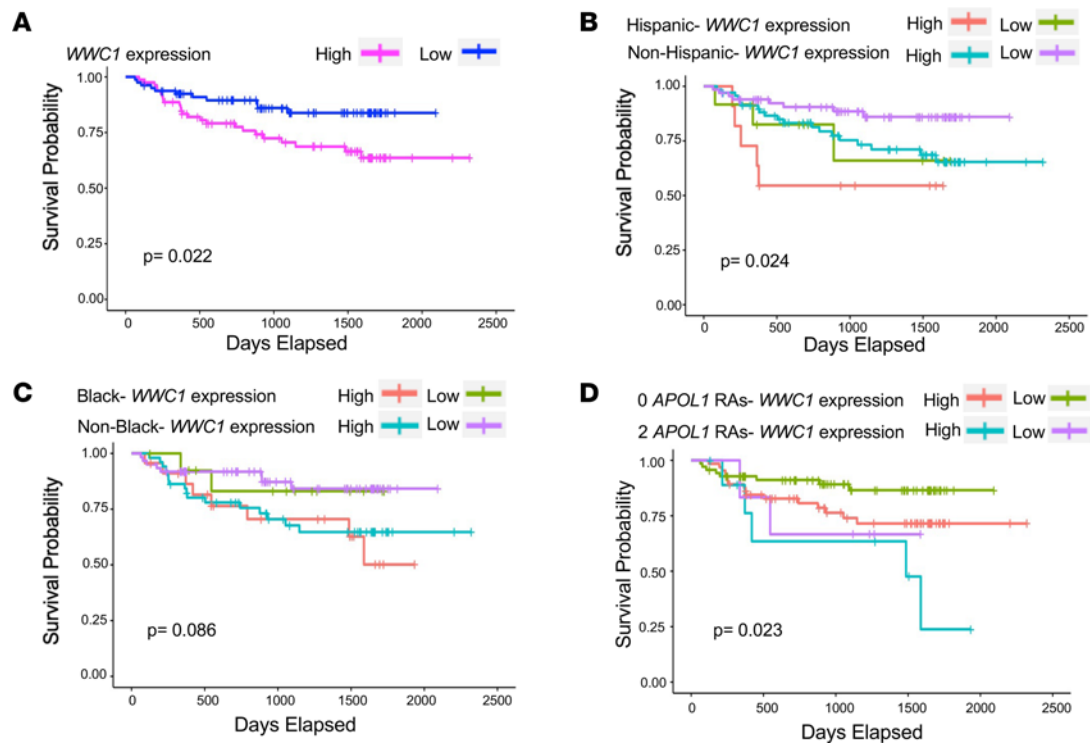 A
WWC1 expression High Low
1.00
0.75
0.50
0.25
0.00
Survival Probability
p= 0.022
0 500 1000 1500 2000 2500
Days Elapsed
B
Hispanic- WWC1 expression High Low
Non-Hispanic- WWC1 expression High Low
1.00
0.75
0.50
0.25
0.00
Survival Probability
p= 0.024
0 500 1000 1500 2000 2500
Days Elapsed
C
Black- WWC1 expression High Low
Non-Black- WWC1 expression High Low
1.00
0.75
0.50
0.25
0.00
Survival Probability
p= 0.086
0 500 1000 1500 2000 2500
Days Elapsed
D
0 APOL1 RAs- WWC1 expression High Low
2 APOL1 RAs- WWC1 expression High Low
1.00
0.75
0.50
0.25
0.00
Survival Probability
p= 0.023
0 500 1000 1500 2000 2500
Days Elapsed